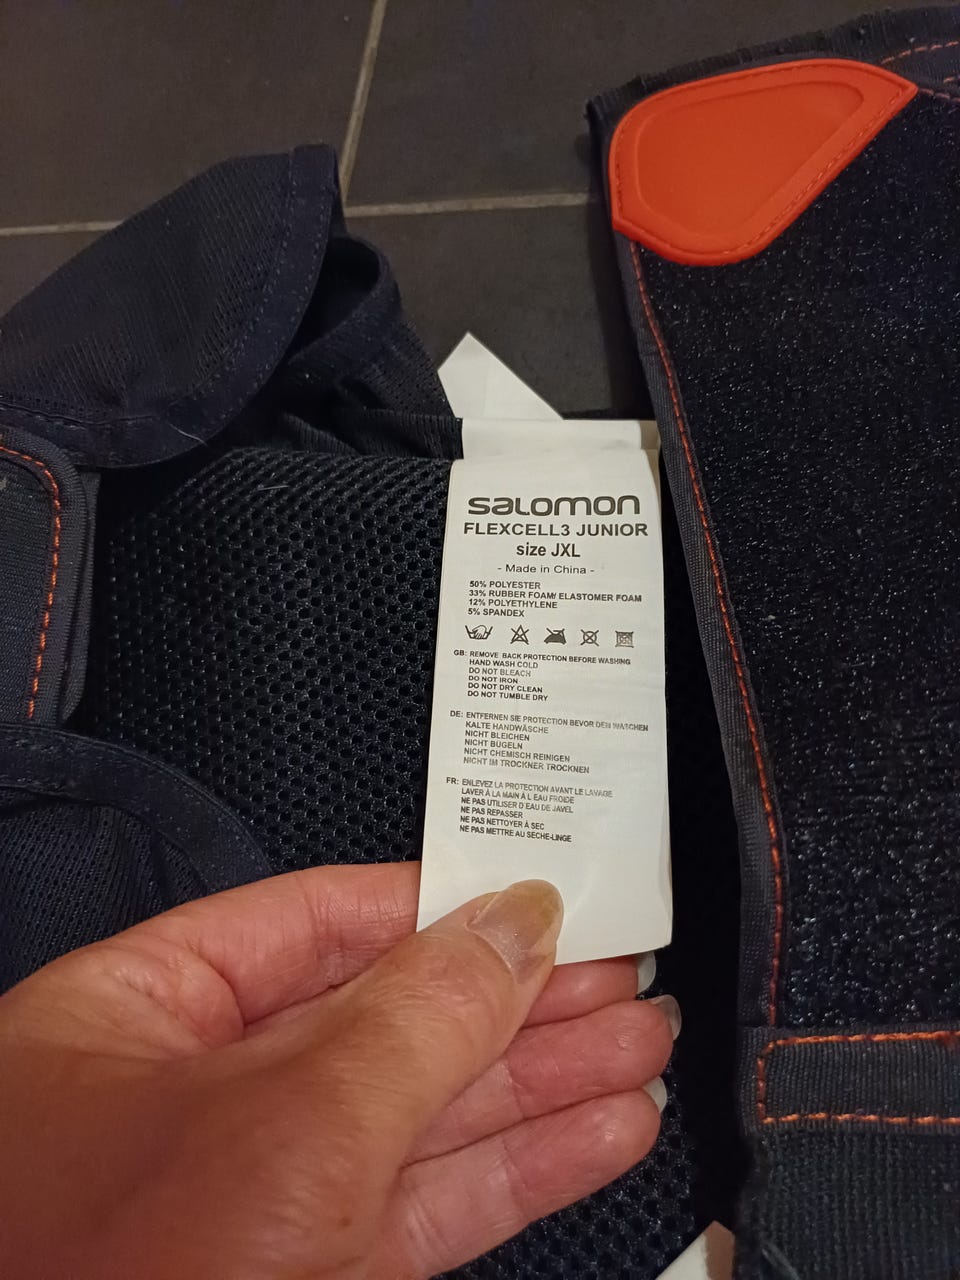 SALOMON
FLEXCELL3 JUNIOR
size JXL
- Made in China -
50% POLYESTER
33% RUBBER FOAM/ ELASTOMER FOAM
12% POLYETHYLENE
5% SPANDEX
GB: REMOVE BACK PROTECTION BEFORE WASHING
HAND WASH COLD
DO NOT BLEACH
DO NOT IRON
DO NOT DRY CLEAN
DO NOT TUMBLE DRY
DE: ENTFERNEN SIE PROTECTION BEVOR DEN WASCHEN
KALTE HANDWÄSCHE
NICHT BLEICHEN
NICHT BÜGELN
NICHT CHEMISCH REINIGEN
NICHT IM TROCKNER TROCKNEN
FR: ENLEVEZ LA PROTECTION AVANT LE LAVAGE
LAVER À LA MAIN À L EAU FROIDE
NE PAS UTILISER D'EAU DE JAVEL
NE PAS REPASSER
NE PAS NETTOYER À SEC
NE PAS METTRE AU SECHE-LINGE